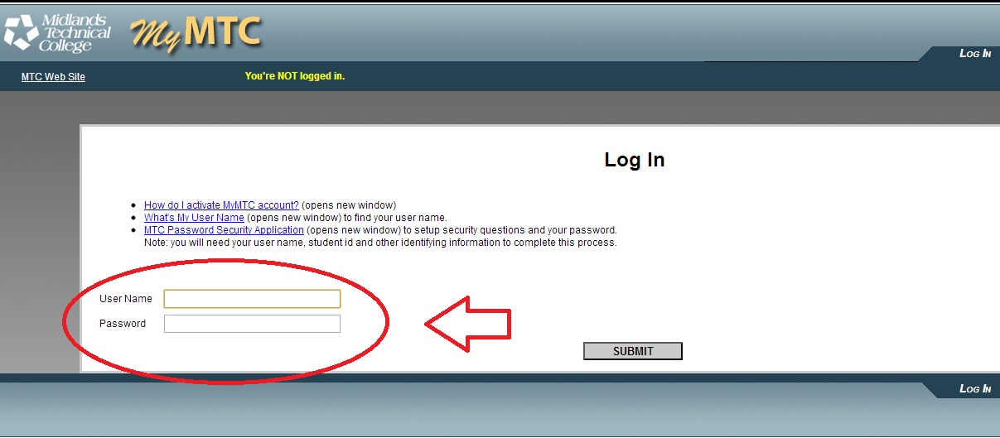 Midlands
Technical
College
MyMTC
LOG IN
MTC Web Site
You're NOT logged in.
Log In
How do I activate MyMTC account? (opens new window)
What's My User Name (opens new window) to find your user name.
MTC Password Security Application (opens new window) to setup security questions and your password.
Note: you will need your user name, student id and other identifying information to complete this process.
User Name
Password
SUBMIT
LOG IN